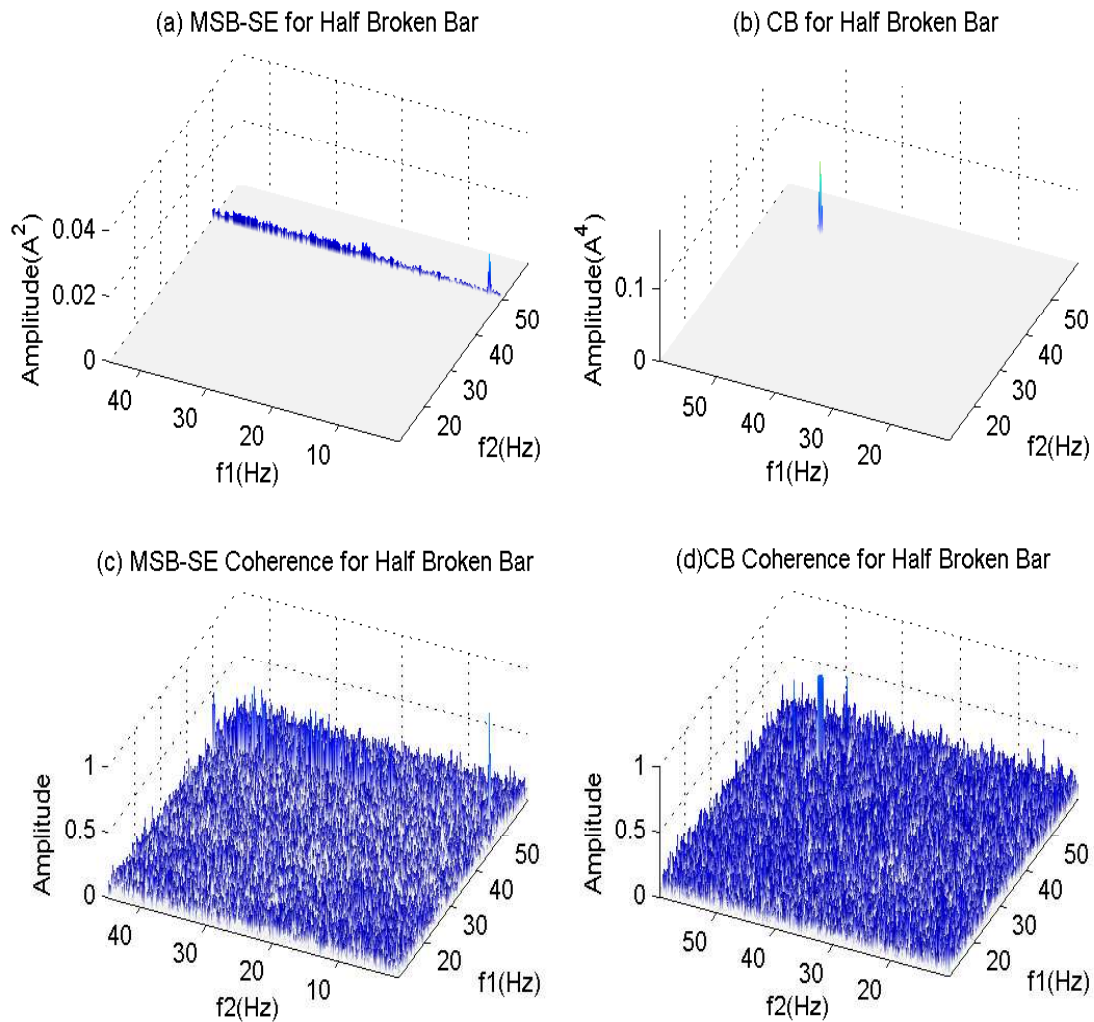 (a) MSB-SE for Half Broken Bar
(b) CB for Half Broken Bar
Amplitude(A²)
0.04
0.02
0
40
30
20
10
f1(Hz)
50
40
30
20
f2(Hz)
Amplitude(A⁴)
0.1
0
50
40
30
20
f1(Hz)
50
40
30
20
f2(Hz)
(c) MSB-SE Coherence for Half Broken Bar
(d)CB Coherence for Half Broken Bar
Amplitude
1
0.5
0
40
30
20
10
f2(Hz)
50
40
30
20
f1(Hz)
Amplitude
1
0.5
0
50
40
30
20
f2(Hz)
50
40
30
20
f1(Hz)